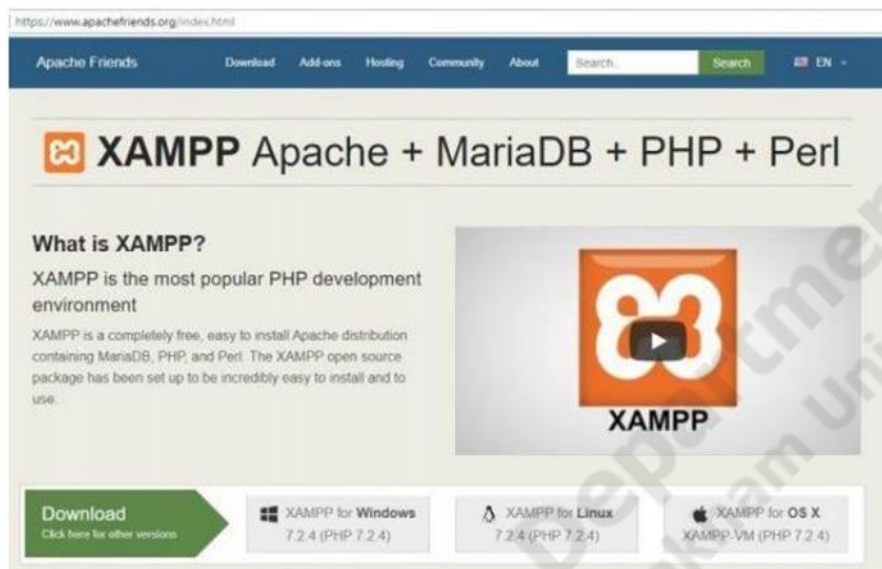 https://www.apachefriends.org/index.html
Apache Friends Download Add-ons Hosting Community About Search... Search EN
XAMPP Apache + MariaDB + PHP + Perl
What is XAMPP?
XAMPP is the most popular PHP development
environment
XAMPP is a completely free, easy to install Apache distribution
containing MariaDB, PHP, and Perl. The XAMPP open source
package has been set up to be incredibly easy to install and to
use.
XAMPP
Download
Click here for other versions
XAMPP for Windows
7.2.4 (PHP 7.2.4)
XAMPP for Linux
7.2.4 (PHP 7.2.4)
XAMPP for OS X
XAMPP-VM (PHP 7.2.4)